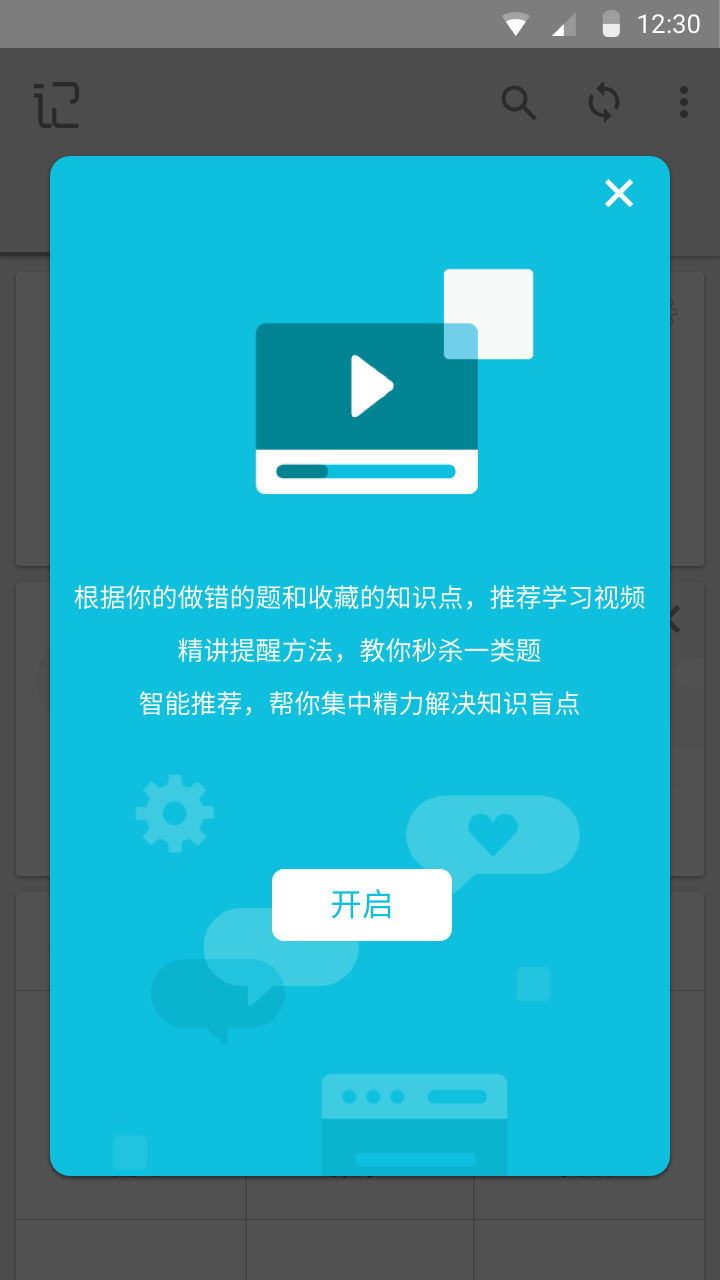 12:30
根据你的做错的题和收藏的知识点，推荐学习视频
精讲提醒方法，教你秒杀一类题
智能推荐，帮你集中精力解决知识盲点
开启